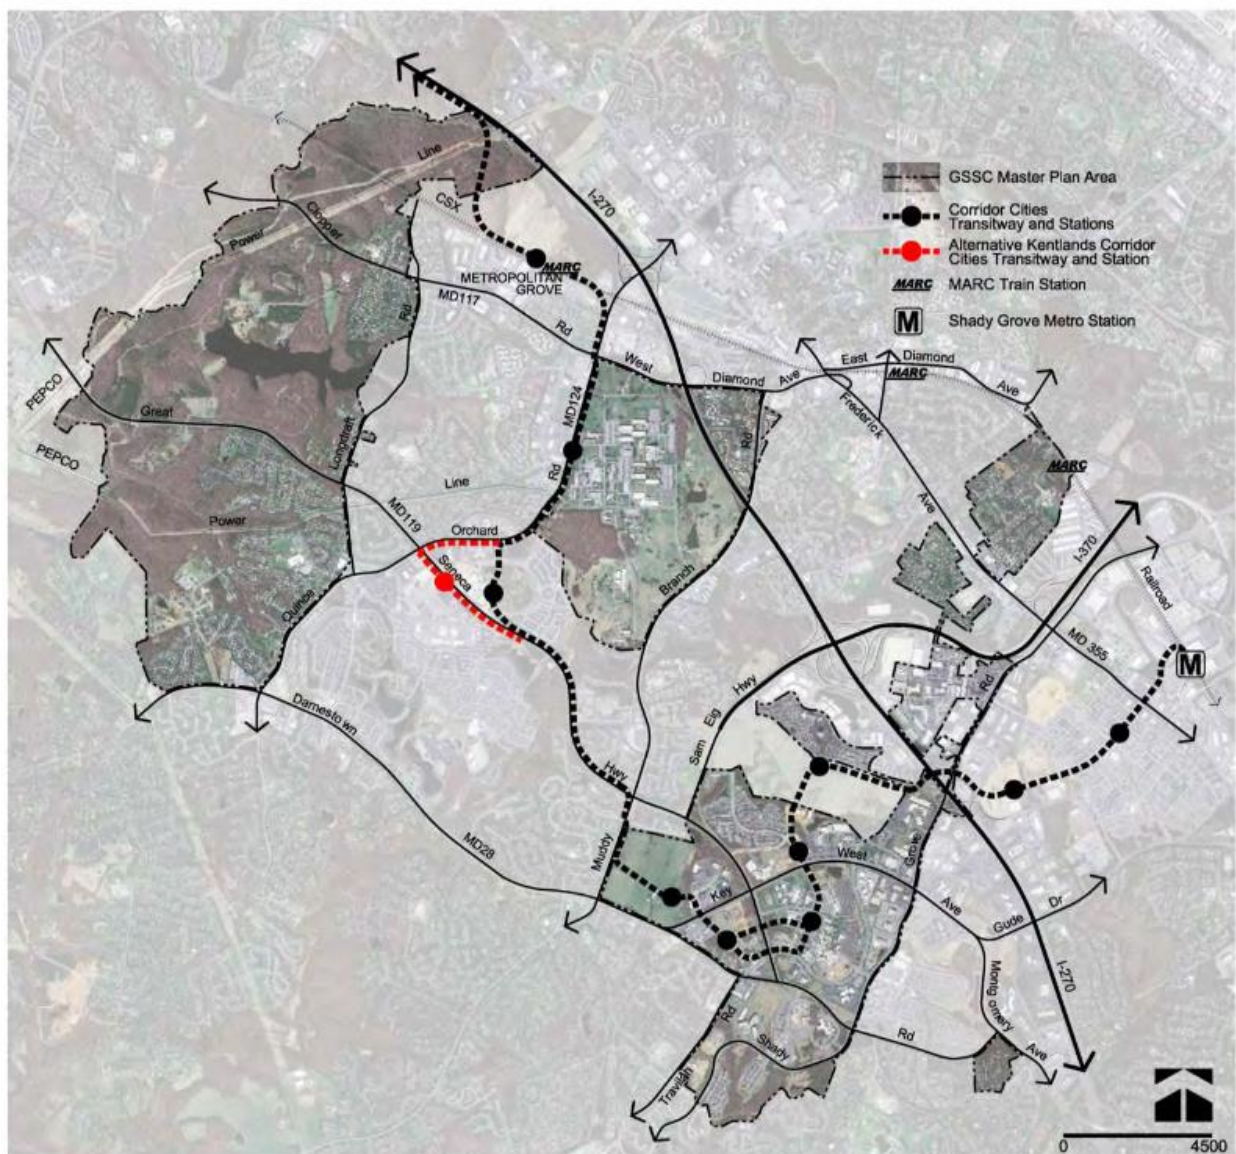 Line
I-270
CSX
Clopper
Power
GSSC Master Plan Area
Corridor Cities
Transitway and Stations
Alternative Kentlands Corridor
Cities Transitway and Station
MARC Train Station
MARC
M
Shady Grove Metro Station
MARC
METROPOLITAN
GROVE
MD117
Rd
Rd
West
Diamond
Ave
East
Diamond
Ave
MARC
PEPCO
Great
MD124
Frederick
Rd
Longdraft
PEPCO
Line
Rd
MARC
Ave
Power
MD119
Orchard
I-370
Seneca
Branch
Railroad
Quince
MD 355
M
Hwy
Rd
Darnestown
Eig
Sam
Hwy
MD28
Muddy
West
Grove
Key
Ave
Gude
Dr
I-270
Montgomery
Rd
Shady
Rd
Ave
Travilah
0
4500